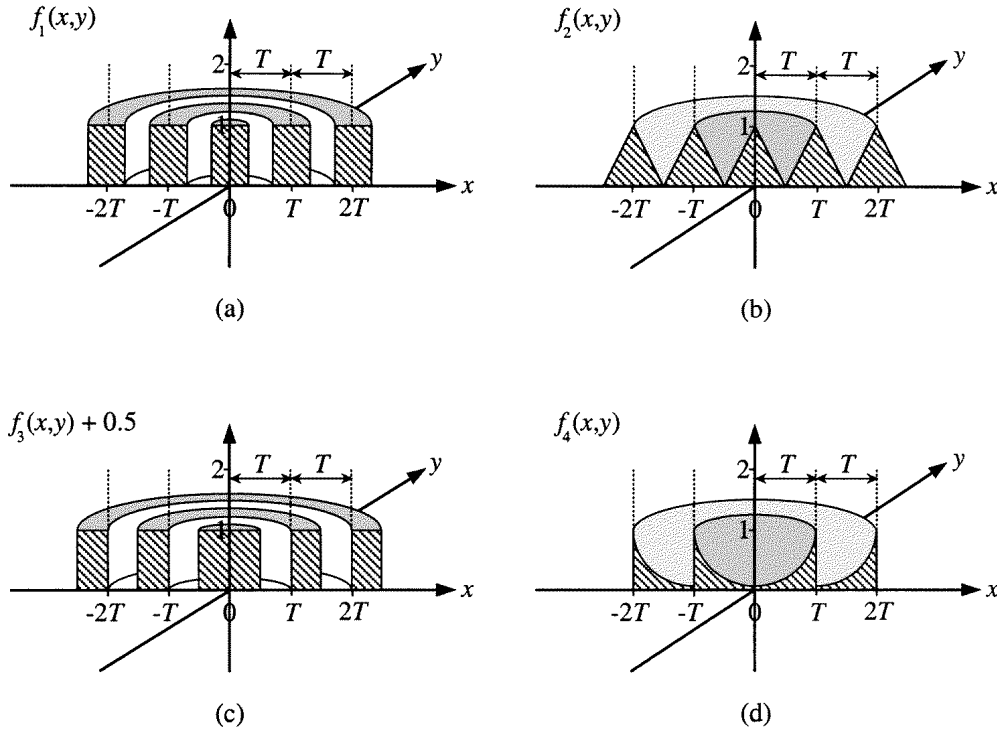 f₁(x,y)
2
T
T
y
1
-2T
-T
0
T
2T
x
(a)
f₂(x,y)
2
T
T
y
1
-2T
-T
0
T
2T
x
(b)
f₃(x,y) + 0.5
2
T
T
y
1
-2T
-T
0
T
2T
x
(c)
f₄(x,y)
2
T
T
y
1
-2T
-T
0
T
2T
x
(d)